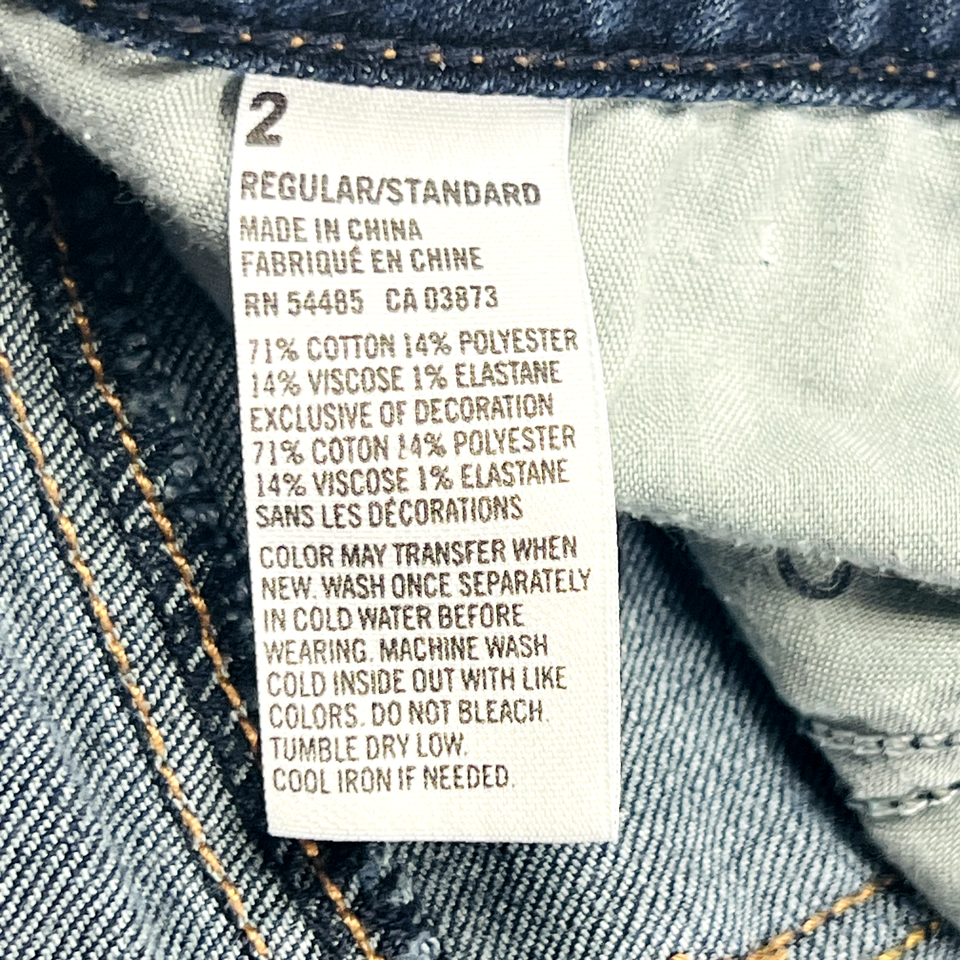 2
REGULAR/STANDARD
MADE IN CHINA
FABRIQUÉ EN CHINE
RN 54485 CA 03873
71% COTTON 14% POLYESTER
14% VISCOSE 1% ELASTANE
EXCLUSIVE OF DECORATION
71% COTON 14% POLYESTER
14% VISCOSE 1% ELASTANE
SANS LES DÉCORATIONS
COLOR MAY TRANSFER WHEN
NEW. WASH ONCE SEPARATELY
IN COLD WATER BEFORE
WEARING. MACHINE WASH
COLD INSIDE OUT WITH LIKE
COLORS. DO NOT BLEACH.
TUMBLE DRY LOW.
COOL IRON IF NEEDED.